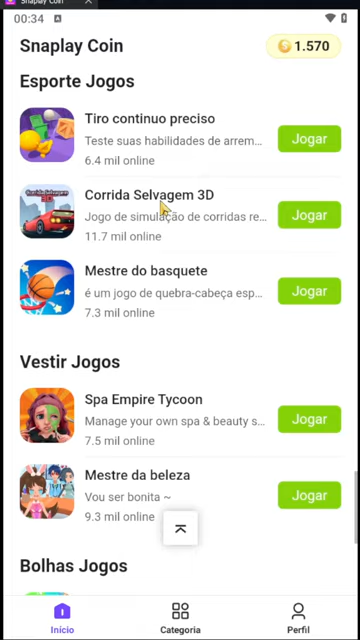 Snaplay Coin
00:34 A
Snaplay Coin 1.570
Esporte Jogos
Tiro continuo preciso
Teste suas habilidades de arrem...
6.4 mil online
Jogar
Corrida Selvagem 3D
Jogo de simulação de corridas re...
11.7 mil online
Jogar
Corrida Selvagem
3D
Mestre do basquete
é um jogo de quebra-cabeça esp...
7.3 mil online
Jogar
Vestir Jogos
Spa Empire Tycoon
Manage your own spa & beauty s...
7.5 mil online
Jogar
Mestre da beleza
Vou ser bonita ~
9.3 mil online
Jogar
Bolhas Jogos
Início Categoria Perfil